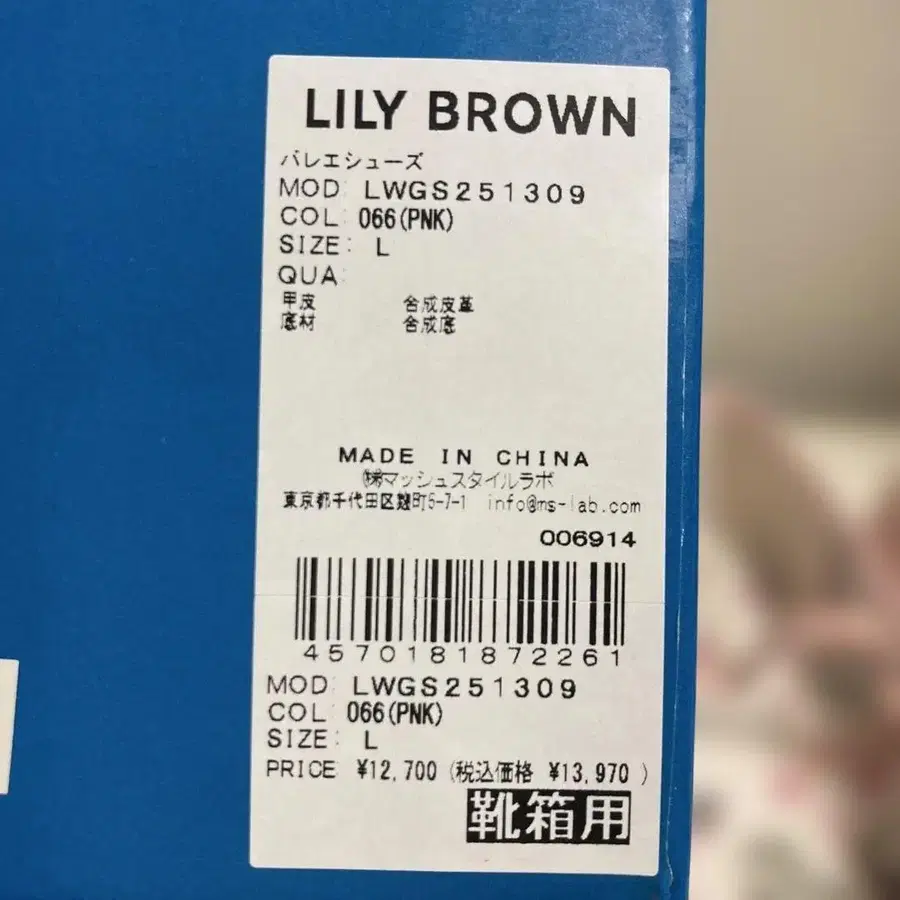 LILY BROWN
バレエシューズ
MOD: LWGS251309
COL: 066(PNK)
SIZE: L
QUA:
甲皮 合成皮革
底材 合成底
MADE IN CHINA
㈱マッシュスタイルラボ
東京都千代田区麹町5-7-1 info@ms-lab.com
006914
4570181872261
MOD: LWGS251309
COL: 066(PNK)
SIZE: L
PRICE: ¥12,700 (税込価格 ¥13,970 )
靴箱用